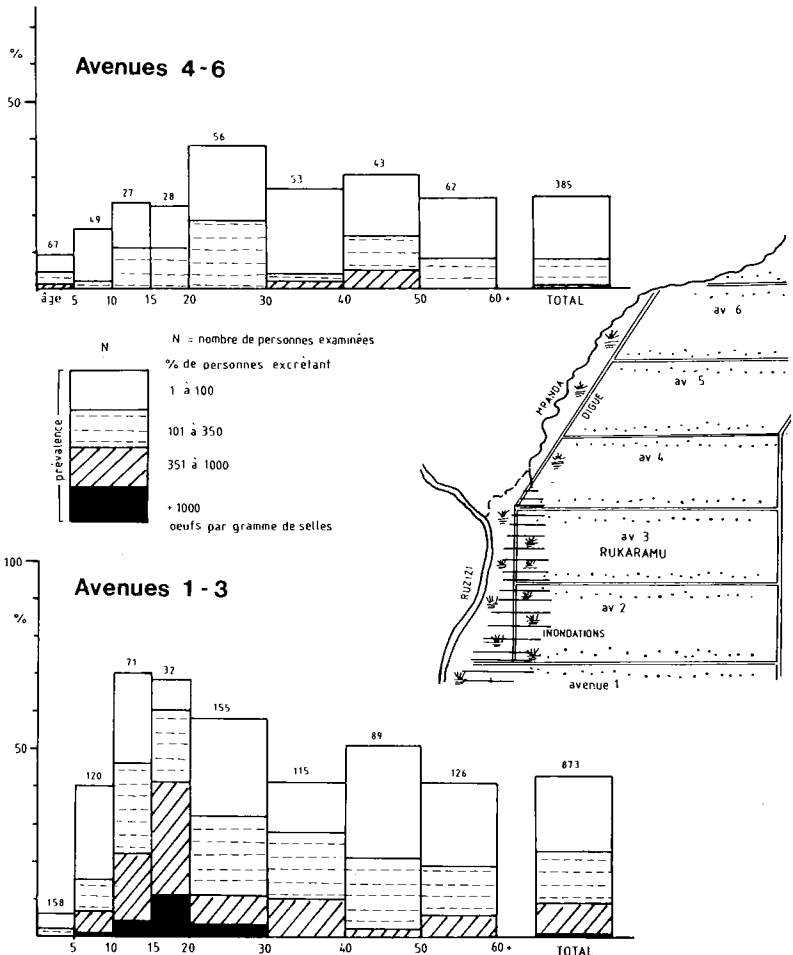 %
Avenues 4-6
50
67
49
27
28
56
53
43
62
385
âge 5 10 15 20 30 40 50 60+ TOTAL
N
N = nombre de personnes examinées
% de personnes excrétant
prévalence
1 à 100
101 à 350
351 à 1000
+1000
oeufs par gramme de selles
av 6
MPANDA
DIGUE
av 5
av 4
av 3
RUKARAMU
RUZIZI
av 2
INONDATIONS
avenue 1
100
%
Avenues 1-3
50
158
120
71
32
155
115
89
126
873
5 10 15 20 30 40 50 60+ TOTAL